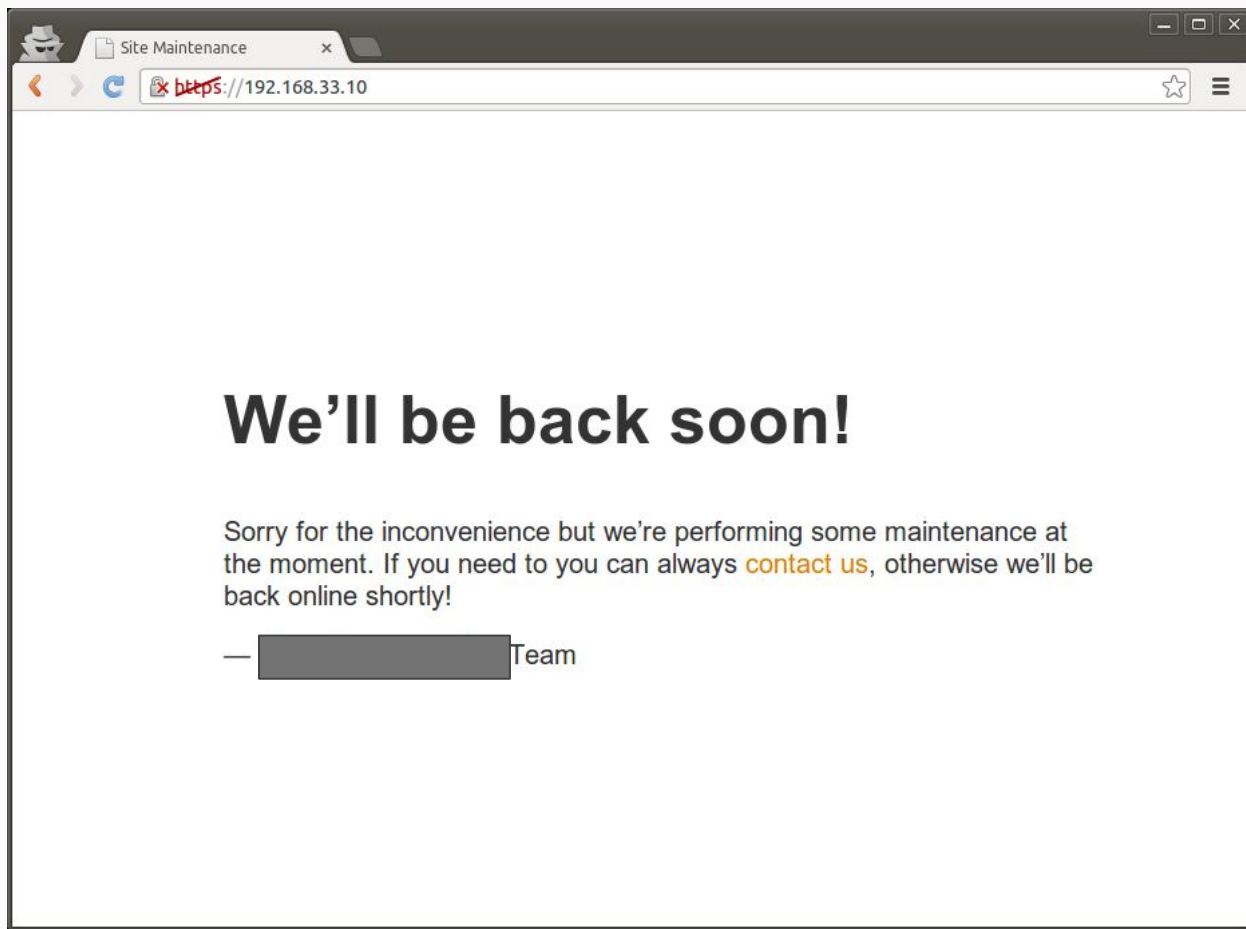 Site Maintenance
https://192.168.33.10
We’ll be back soon!
Sorry for the inconvenience but we’re performing some maintenance at
the moment. If you need to you can always contact us, otherwise we’ll be
back online shortly!
— Team